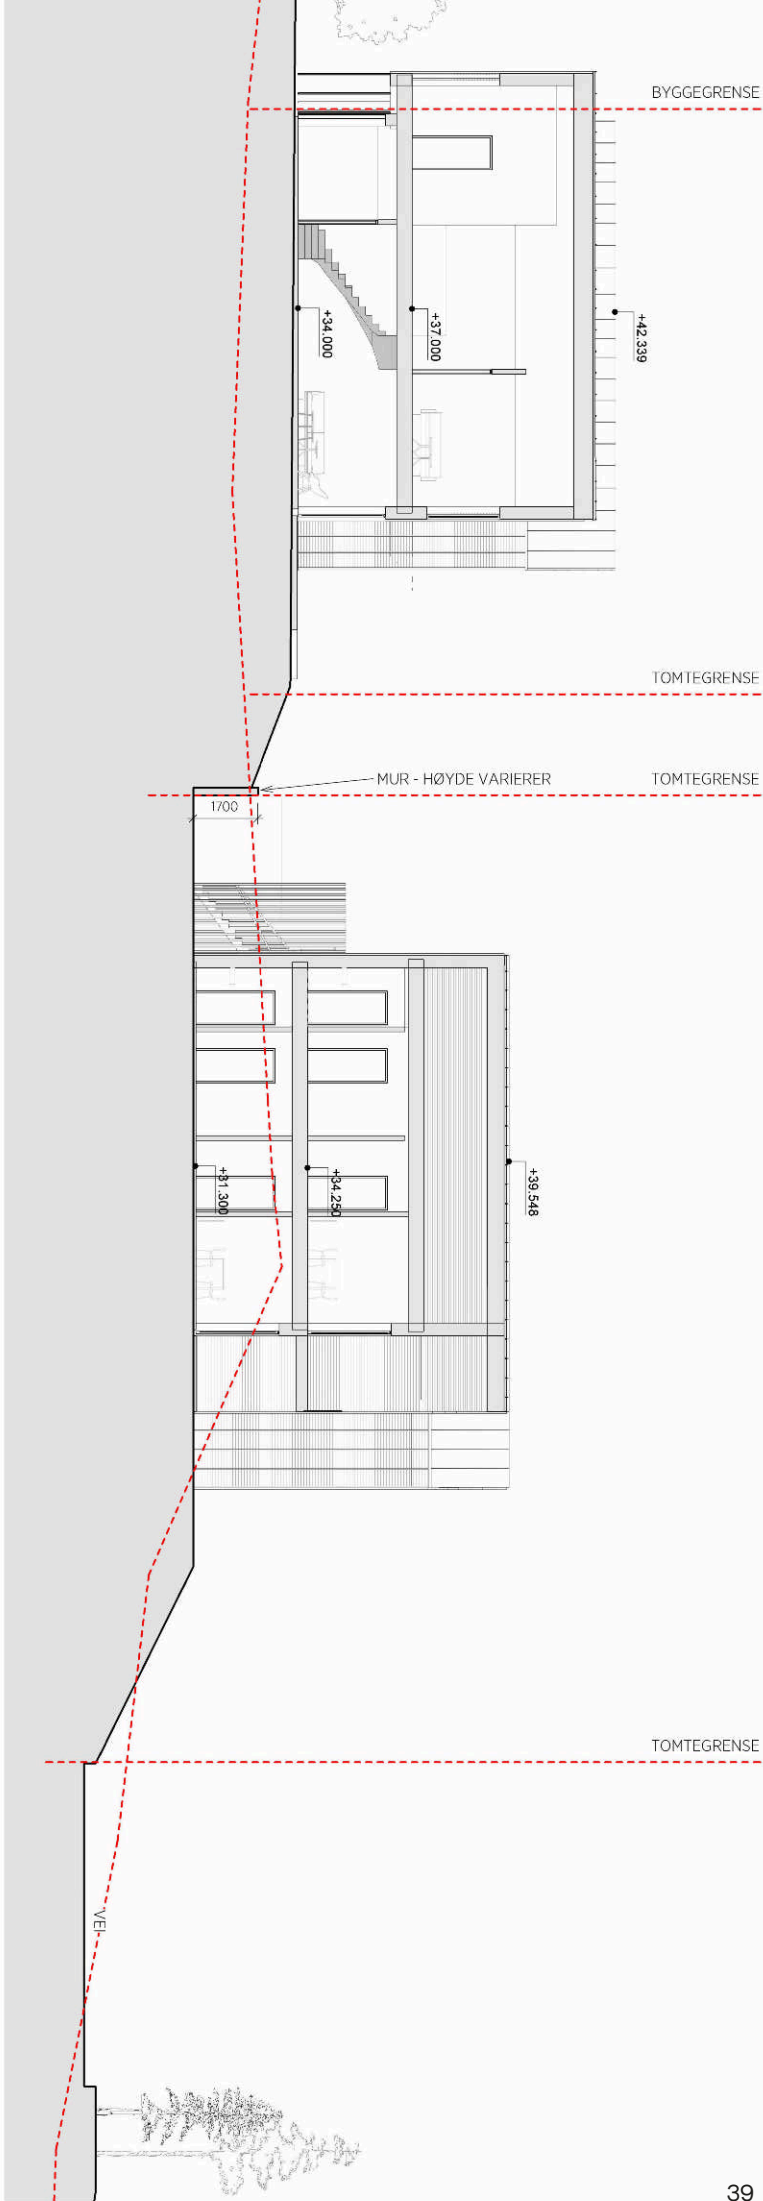 BYGGEGRENSE
+42.339
+37.000
+34.000
TOMTEGRENSE
MUR - HØYDE VARIERER
TOMTEGRENSE
1700
+39.548
+34.250
+31.300
TOMTEGRENSE
VEI
39